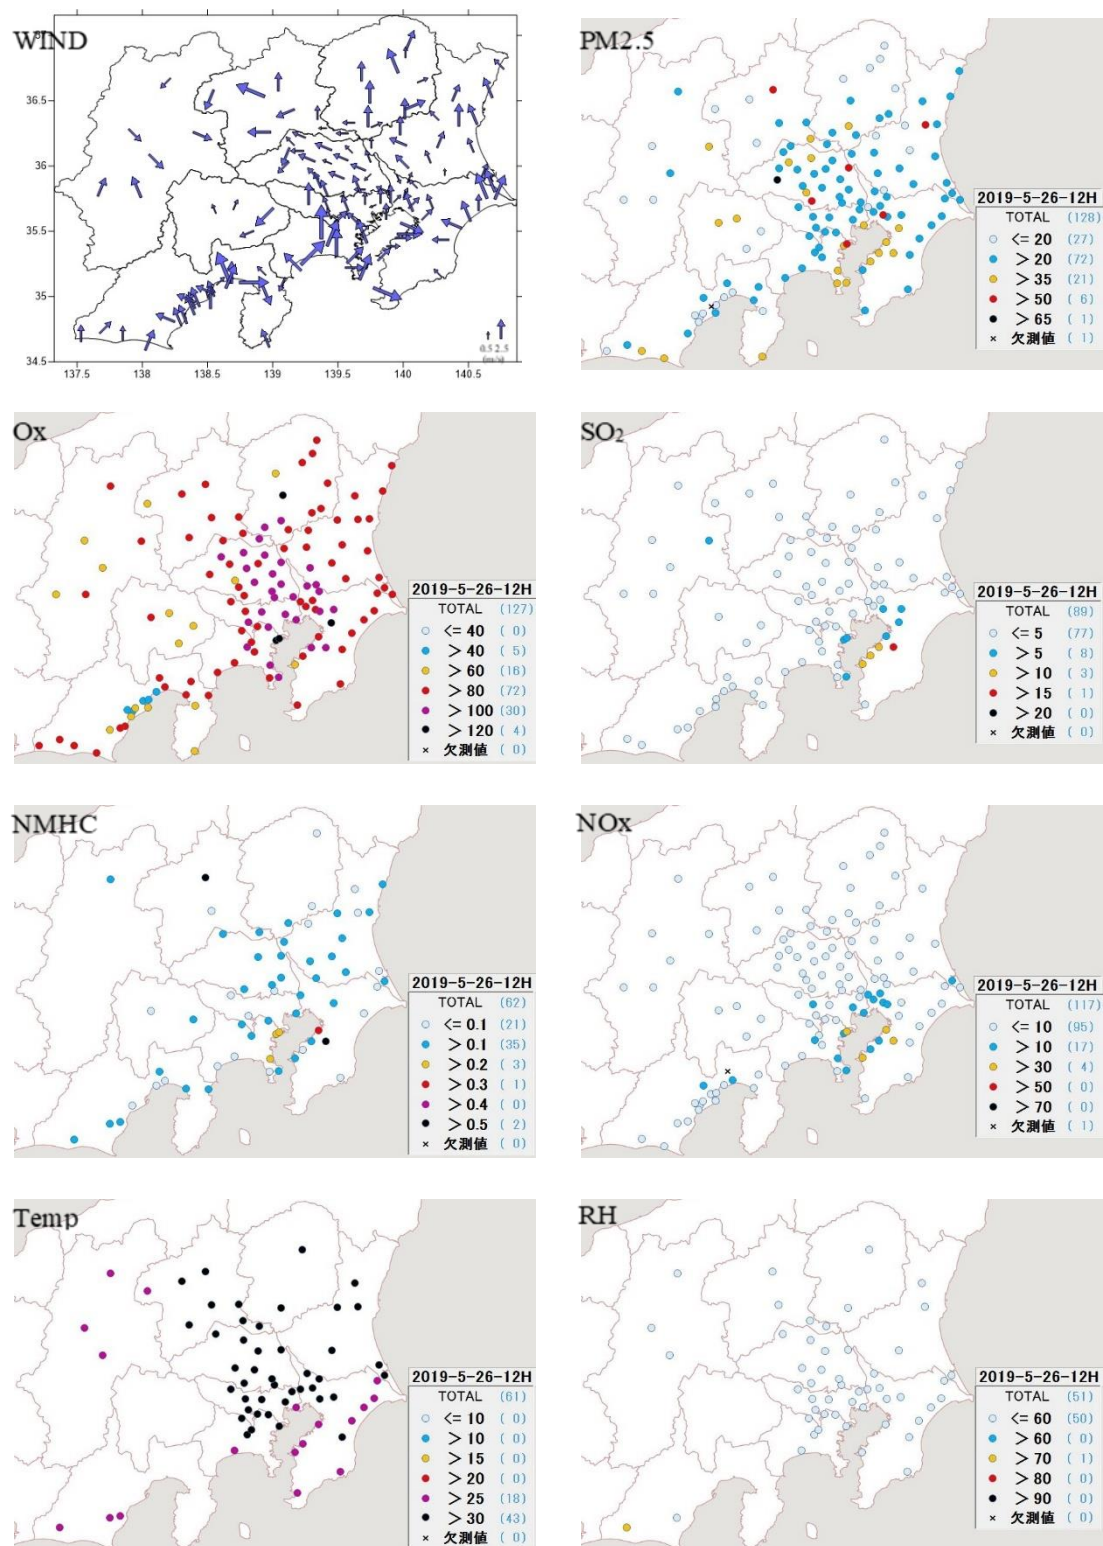 WIND
36.5
36
35.5
35
34.5
137.5 138 138.5 139 139.5 140 140.5
0.5 2.5
(m/s)
PM2.5
2019-5-26-12H
TOTAL (128)
<= 20 (27)
> 20 (72)
> 35 (21)
> 50 ( 6)
> 65 ( 1)
× 欠測値 ( 1)
Ox
2019-5-26-12H
TOTAL (127)
<= 40 ( 0)
> 40 ( 5)
> 60 (16)
> 80 (72)
> 100 (30)
> 120 ( 4)
× 欠測値 ( 0)
SO₂
2019-5-26-12H
TOTAL (89)
<= 5 (77)
> 5 ( 8)
> 10 ( 3)
> 15 ( 1)
> 20 ( 0)
× 欠測値 ( 0)
NMHC
2019-5-26-12H
TOTAL (62)
<= 0.1 (21)
> 0.1 (35)
> 0.2 ( 3)
> 0.3 ( 1)
> 0.4 ( 0)
> 0.5 ( 2)
× 欠測値 ( 0)
NOx
2019-5-26-12H
TOTAL (117)
<= 10 (95)
> 10 (17)
> 30 ( 4)
> 50 ( 0)
> 70 ( 0)
× 欠測値 ( 1)
Temp
2019-5-26-12H
TOTAL (61)
<= 10 ( 0)
> 10 ( 0)
> 15 ( 0)
> 20 ( 0)
> 25 (18)
> 30 (43)
× 欠測値 ( 0)
RH
2019-5-26-12H
TOTAL (51)
<= 60 (50)
> 60 ( 0)
> 70 ( 1)
> 80 ( 0)
> 90 ( 0)
× 欠測値 ( 0)